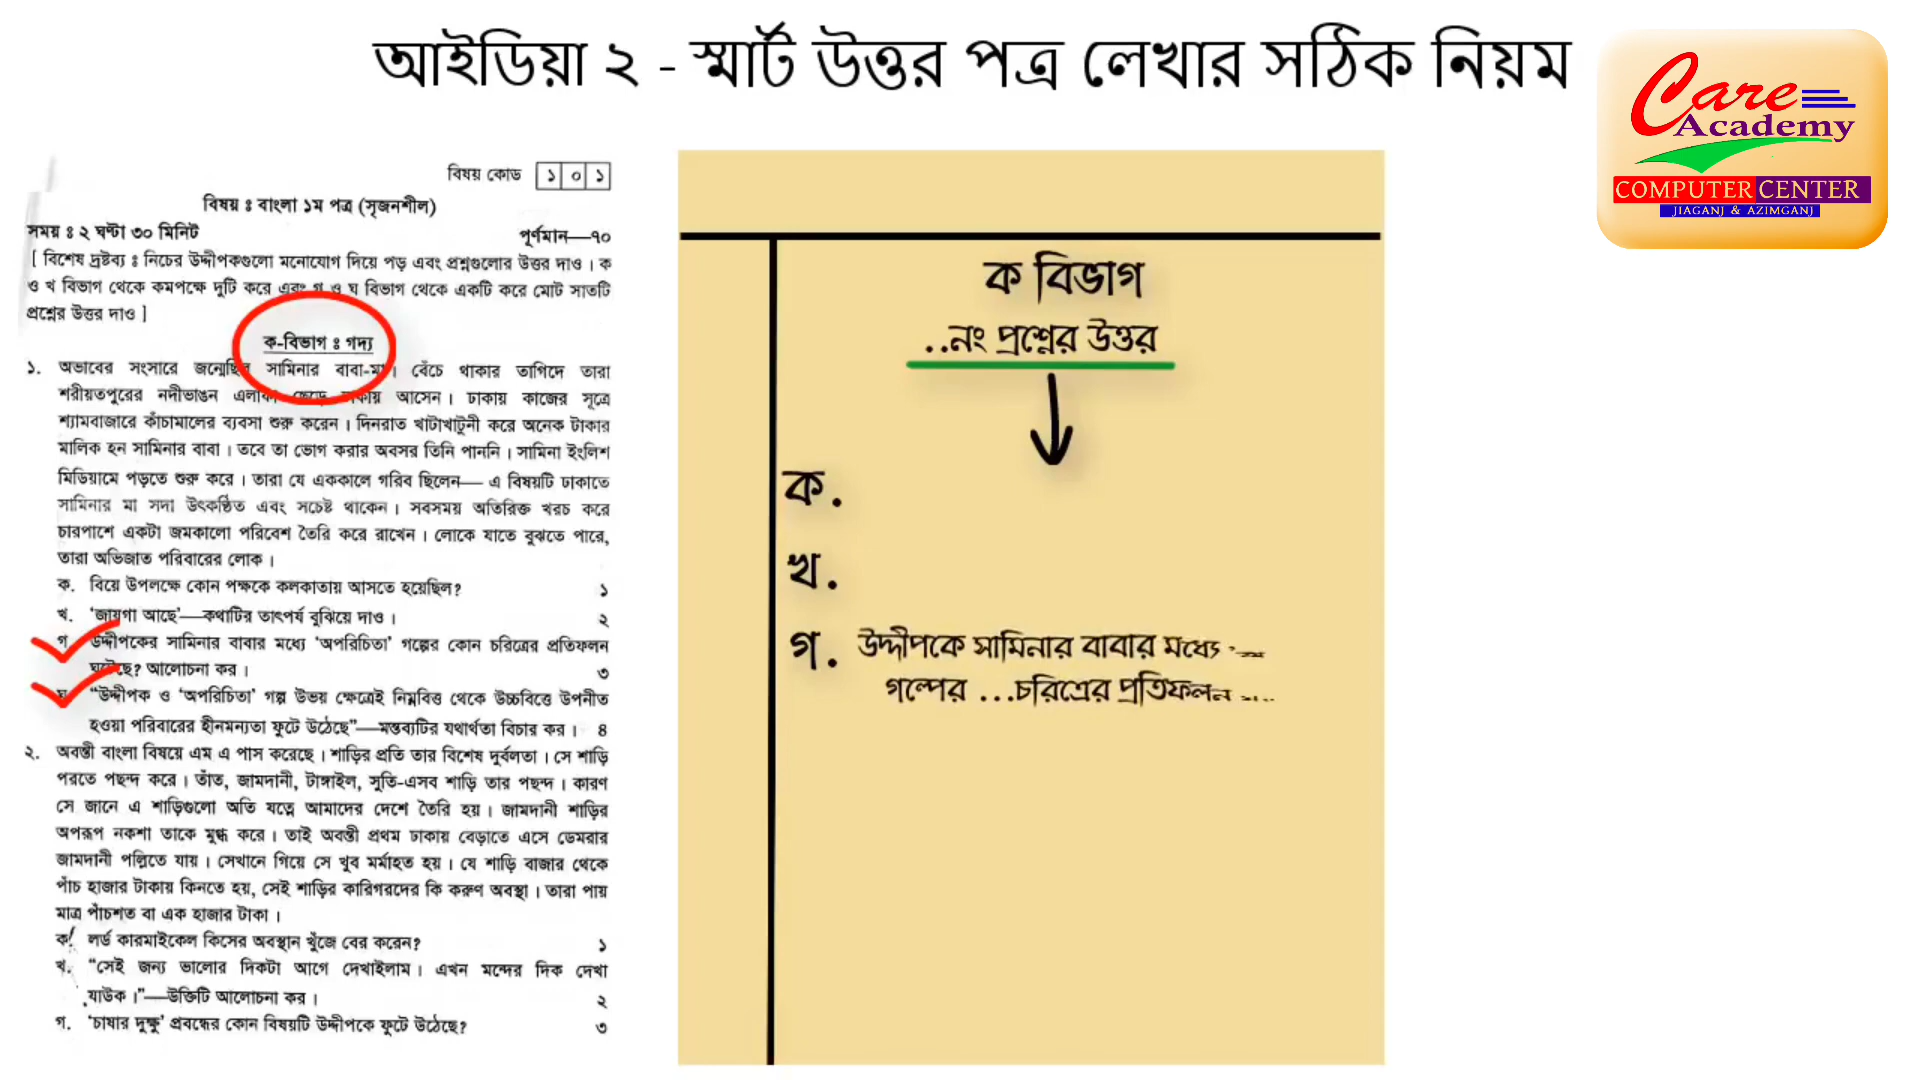 আইডিয়া ২ - স্মার্ট উত্তর পত্র লেখার সঠিক নিয়ম
Care
Academy
COMPUTER CENTER
JIAGANJ & AZIMGANJ
বিষয় কোড ১ ০ ১
বিষয় ঃ বাংলা ১ম পত্র (সৃজনশীল)
সময় ঃ ২ ঘণ্টা ৩০ মিনিট
পূর্ণমান—৭০
[ বিশেষ দ্রষ্টব্য ঃ নিচের উদ্দীপকগুলো মনোযোগ দিয়ে পড় এবং প্রশ্নগুলোর উত্তর দাও। ক
ও খ বিভাগ থেকে কমপক্ষে দুটি করে এবং গ ও ঘ বিভাগ থেকে একটি করে মোট সাতটি
প্রশ্নের উত্তর দাও ]
ক-বিভাগ ঃ গদ্য
১. অভাবের সংসারে জন্মেছিল সামিনার বাবা-মা। বেঁচে থাকার তাগিদে তারা
শরীয়তপুরের নদীভাঙন এলাকা ছেড়ে ঢাকায় আসেন। ঢাকায় কাজের সূত্রে
শ্যামবাজারে কাঁচামালের ব্যবসা শুরু করেন। দিনরাত খাটাখাটুনী করে অনেক টাকার
মালিক হন সামিনার বাবা। তবে তা ভোগ করার অবসর তিনি পাননি। সামিনা ইংলিশ
মিডিয়ামে পড়তে শুরু করে। তারা যে এককালে গরিব ছিলেন— এ বিষয়টি ঢাকাতে
সামিনার মা সদা উৎকণ্ঠিত এবং সচেষ্ট থাকেন। সবসময় অতিরিক্ত খরচ করে
চারপাশে একটা জমকালো পরিবেশ তৈরি করে রাখেন। লোকে যাতে বুঝতে পারে,
তারা অভিজাত পরিবারের লোক।
ক. বিয়ে উপলক্ষে কোন পক্ষকে কলকাতায় আসতে হয়েছিল? ১
খ. ‘জায়গা আছে’—কথাটির তাৎপর্য বুঝিয়ে দাও। ২
গ. উদ্দীপকের সামিনার বাবার মধ্যে ‘অপরিচিতা’ গল্পের কোন চরিত্রের প্রতিফলন
ঘটেছে? আলোচনা কর। ৩
ঘ. “উদ্দীপক ও ‘অপরিচিতা’ গল্প উভয় ক্ষেত্রেই নিম্নবিত্ত থেকে উচ্চবিত্তে উপনীত
হওয়া পরিবারের হীনমন্যতা ফুটে উঠেছে”—মন্তব্যটির যথার্থতা বিচার কর। ৪
২. অবন্তী বাংলা বিষয়ে এম এ পাস করেছে। শাড়ির প্রতি তার বিশেষ দুর্বলতা। সে শাড়ি
পরতে পছন্দ করে। তাঁত, জামদানী, টাঙ্গাইল, সুতি-এসব শাড়ি তার পছন্দ। কারণ
সে জানে এ শাড়িগুলো অতি যত্নে আমাদের দেশে তৈরি হয়। জামদানী শাড়ির
অপরূপ নকশা তাকে মুগ্ধ করে। তাই অবন্তী প্রথম ঢাকায় বেড়াতে এসে ডেমরার
জামদানী পল্লিতে যায়। সেখানে গিয়ে সে খুব মর্মাহত হয়। যে শাড়ি বাজার থেকে
পাঁচ হাজার টাকায় কিনতে হয়, সেই শাড়ির কারিগরদের কি করুণ অবস্থা। তারা পায়
মাত্র পাঁচশত বা এক হাজার টাকা।
ক. লর্ড কারমাইকেল কিসের অবস্থান খুঁজে বের করেন? ১
খ. “সেই জন্য ভালোর দিকটা আগে দেখাইলাম। এখন মন্দের দিক দেখা
যাউক।”—উক্তিটি আলোচনা কর। ২
গ. ‘চাষার দুক্ষু’ প্রবন্ধের কোন বিষয়টি উদ্দীপকে ফুটে উঠেছে? ৩
ক বিভাগ
..নং প্রশ্নের উত্তর
ক.
খ.
গ. উদ্দীপকে সামিনার বাবার মধ্যে
গল্পের ...চরিত্রের প্রতিফলন ....